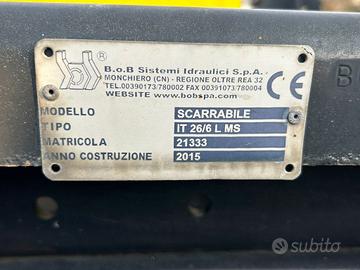 B.o.B Sistemi Idraulici S.p.A.
MONCHIERO (CN) - REGIONE OLTRE REA 32
TEL.00390173/780002 FAX 00391073/780004
WEBSITE www.bobspa.com
CE
B
MODELLO SCARRABILE
TIPO IT 26/6 L MS
MATRICOLA 21333
ANNO COSTRUZIONE 2015
subito